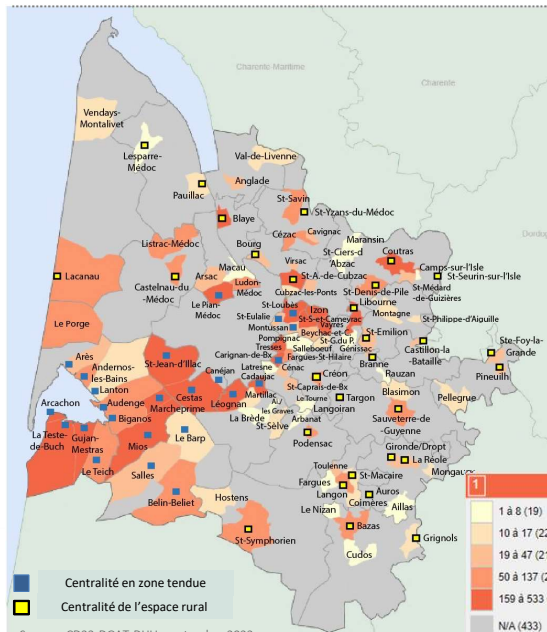 Charente Maritime
Charente
Dordog
Vendays-
Montalivet
Lesparre-
Médoc
Val-de-Livenne
Anglade
Pauillac
St-Savin
St-Yzans-du-Médoc
Blaye
Cézac
Cavignac
Listrac-Médoc
Bourg
Maransin
St-Ciers-d
'Abzac
Coutras
Camps-sur-l'Isle
St-Seurin-sur-l'Isle
Lacanau
Castelnau-du
-Médoc
Arsac
Macau
Ludon-
Médoc
Virsac
St-A.-de-Cubzac
Cubzac-les-Ponts
St-Denis-de-Pile
St-Médard
-de-Guizières
Le Pian-
Médoc
St-Loubès
Izon
Libourne
Montagne
St-Philippe-d'Aiguille
St-Eulalie
St-S-et-Cameyrac
Montussan
Vayres
Beychac-et-C.
Le Porge
Pompignac
Tresses
Salleboeuf
St-G.du P.
Génissac
St-Emilion
Castillon-la
-Bataille
Ste-Foy-la-
Grande
Arès
Andernos-
les-Bains
St-Jean-d'Illac
Carignan-de-Bx
Fargues-St-Hilaire
Branne
Pineuilh
Lanton
Canéjan
Latresne
Cadaujac
Cénac
Créon
Rauzan
Arcachon
Audenge
Marcheprime
Cestas
Léognan
Martillac
St-Caprais-de-Bx
Targon
Blasimon
Pellegrue
Biganos
La Brède
Le Tourne
Langoiran
La Teste-
de-Buch
Gujan-
Mestras
Le Barp
les Graves
St-Sèlve
Arbanat
Podensac
Sauveterre-de
-Guyenne
Le Teich
Mios
Gironde/Dropt
La Réole
Mongauzy
Salles
Toulenne
St-Macaire
Fargues
Langon
Coimères
Auros
Belin-Beliet
Hostens
Le Nizan
Aillas
St-Symphorien
Bazas
Grignols
Cudos
1
1 à 8 (19)
10 à 17 (22
19 à 47 (21
50 à 137 (2
159 à 533
N/A (433)
Centralité en zone tendue
Centralité de l'espace rural